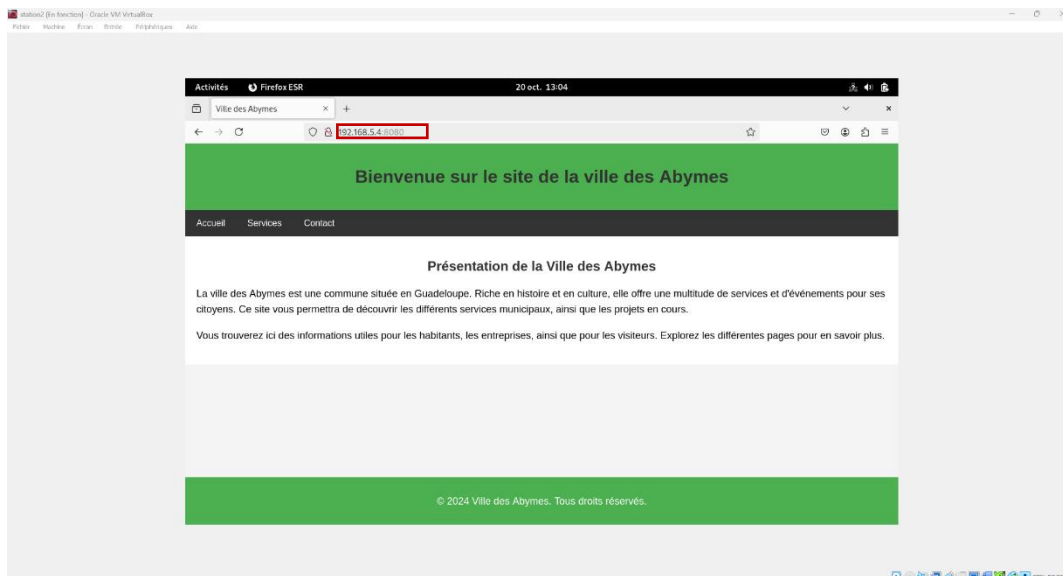 station2 [En fonction] - Oracle VM VirtualBox
Fichier Machine Écran Entrée Périphériques Aide
Activités Firefox ESR 20 oct. 13:04
Ville des Abymes
192.168.5.4:8080
Bienvenue sur le site de la ville des Abymes
Accueil Services Contact
Présentation de la Ville des Abymes
La ville des Abymes est une commune située en Guadeloupe. Riche en histoire et en culture, elle offre une multitude de services et d'événements pour ses
citoyens. Ce site vous permettra de découvrir les différents services municipaux, ainsi que les projets en cours.
Vous trouverez ici des informations utiles pour les habitants, les entreprises, ainsi que pour les visiteurs. Explorez les différentes pages pour en savoir plus.
© 2024 Ville des Abymes. Tous droits réservés.